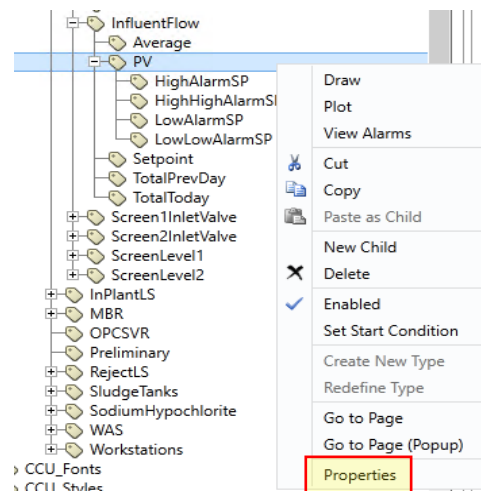 InfluentFlow
Average
PV
HighAlarmSP
HighHighAlarmS
LowAlarmSP
LowLowAlarmSP
Setpoint
TotalPrevDay
TotalToday
Screen1InletValve
Screen2InletValve
ScreenLevel1
ScreenLevel2
InPlantLS
MBR
OPCSVR
Preliminary
RejectLS
SludgeTanks
SodiumHypochlorite
WAS
Workstations
CCU_Fonts
CCU_Styles
Draw
Plot
View Alarms
Cut
Copy
Paste as Child
New Child
Delete
Enabled
Set Start Condition
Create New Type
Redefine Type
Go to Page
Go to Page (Popup)
Properties